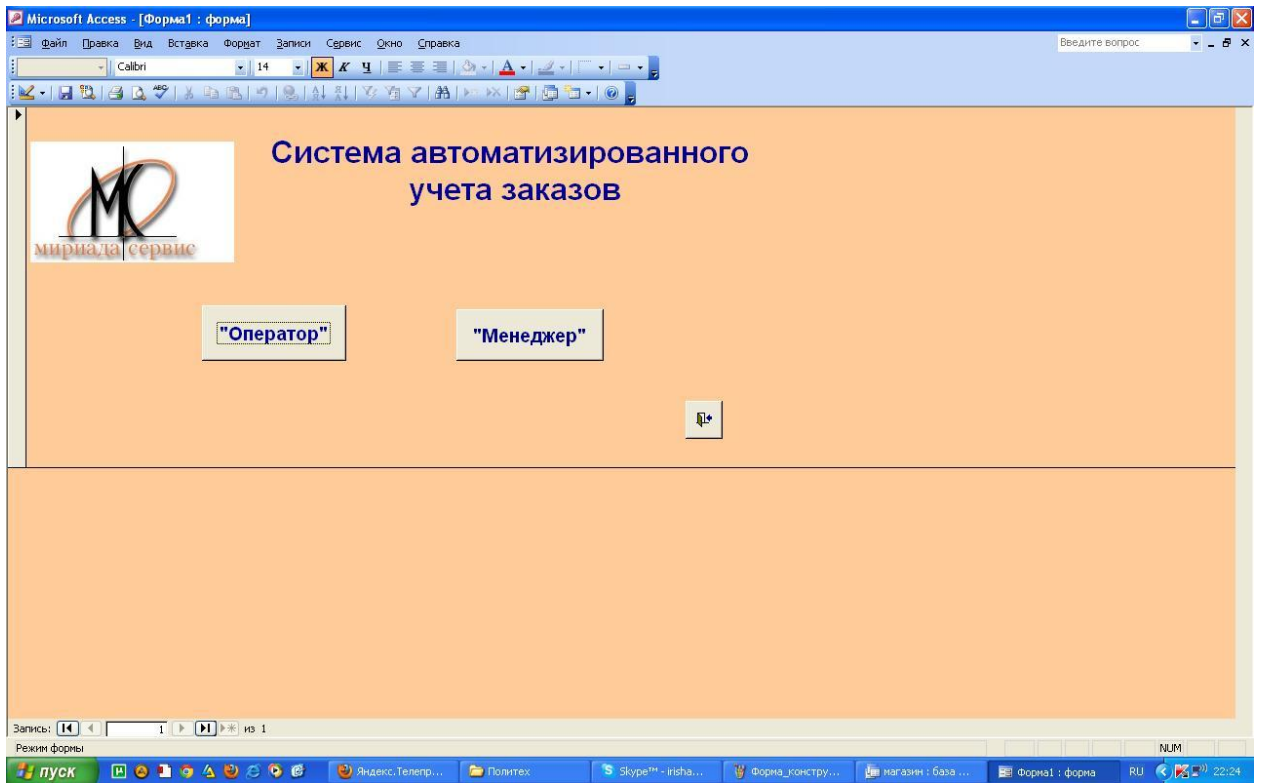 Microsoft Access - [Форма1 : форма]
Файл Правка Вид Вставка Формат Записи Сервис Окно Справка Введите вопрос
Calibri 14 Ж К Ч
Система автоматизированного
учета заказов
МС
мириада сервис
"Оператор" "Менеджер"
Запись: 1 из 1
Режим формы NUM
пуск Яндекс.Телепр... Политех Skype™ - irisha... Форма_констру... магазин : база ... Форма1 : форма RU 22:24